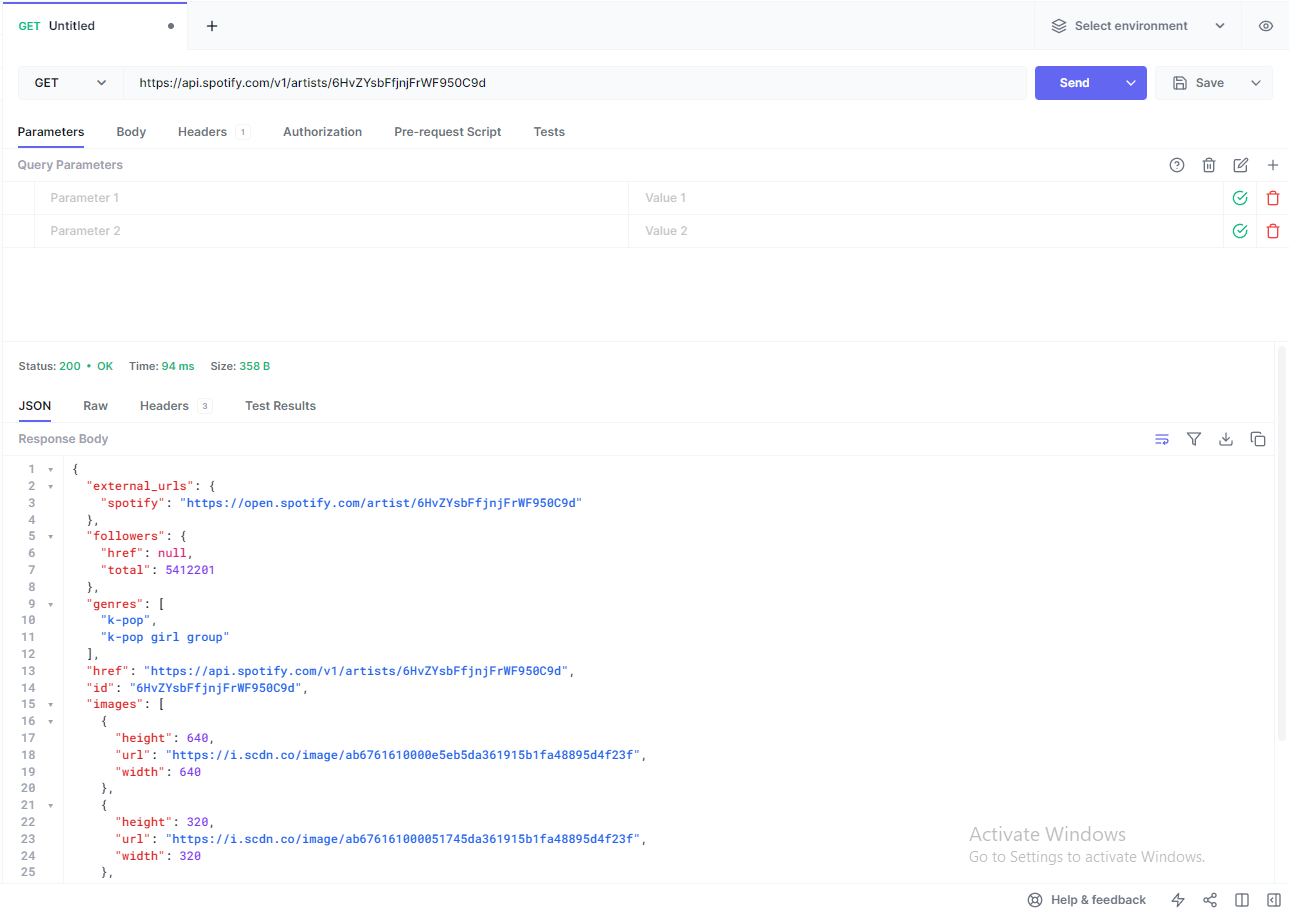 GET Untitled
Select environment
GET https://api.spotify.com/v1/artists/6HvZYsbFfjnjFrWF950C9d Send Save
Parameters Body Headers 1 Authorization Pre-request Script Tests
Query Parameters
Parameter 1 Value 1
Parameter 2 Value 2
Status: 200 • OK Time: 94 ms Size: 358 B
JSON Raw Headers 3 Test Results
Response Body
1 {
2 "external_urls": {
3 "spotify": "https://open.spotify.com/artist/6HvZYsbFfjnjFrWF950C9d"
4 },
5 "followers": {
6 "href": null,
7 "total": 5412201
8 },
9 "genres": [
10 "k-pop",
11 "k-pop girl group"
12 ],
13 "href": "https://api.spotify.com/v1/artists/6HvZYsbFfjnjFrWF950C9d",
14 "id": "6HvZYsbFfjnjFrWF950C9d",
15 "images": [
16 {
17 "height": 640,
18 "url": "https://i.scdn.co/image/ab6761610000e5eb5da361915b1fa48895d4f23f",
19 "width": 640
20 },
21 {
22 "height": 320,
23 "url": "https://i.scdn.co/image/ab676161000051745da361915b1fa48895d4f23f",
24 "width": 320
25 },
Activate Windows
Go to Settings to activate Windows.
Help & feedback